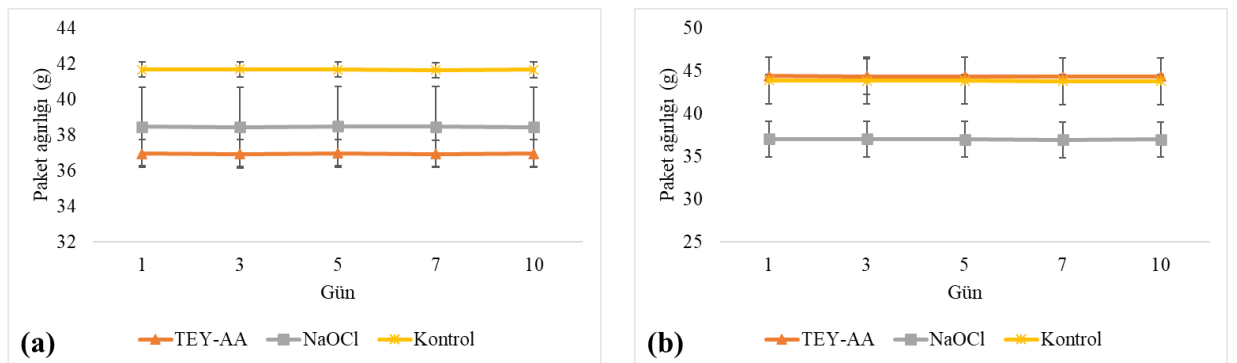 44
42
40
38
36
34
32
Paket ağırlığı (g)
1 3 5 7 10
Gün
(a)
TEY-AA NaOCl Kontrol
50
45
40
35
30
25
Paket ağırlığı (g)
1 3 5 7 10
Gün
(b)
TEY-AA NaOCl Kontrol